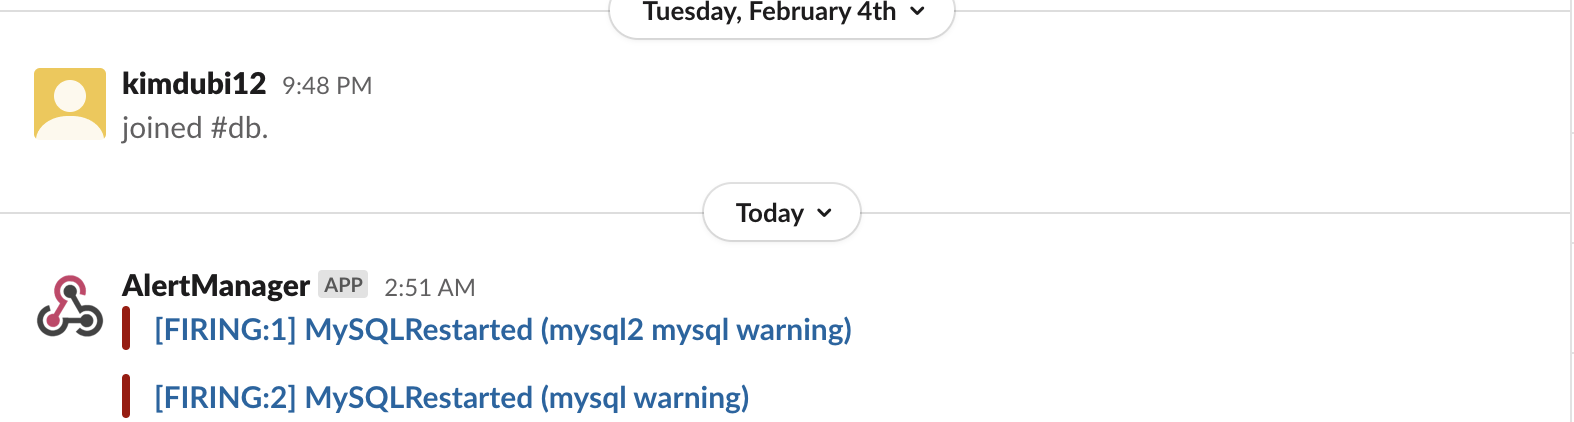 Tuesday, February 4th
kimdubi12 9:48 PM
joined #db.
Today
AlertManager APP 2:51 AM
[FIRING:1] MySQLRestarted (mysql2 mysql warning)
[FIRING:2] MySQLRestarted (mysql warning)